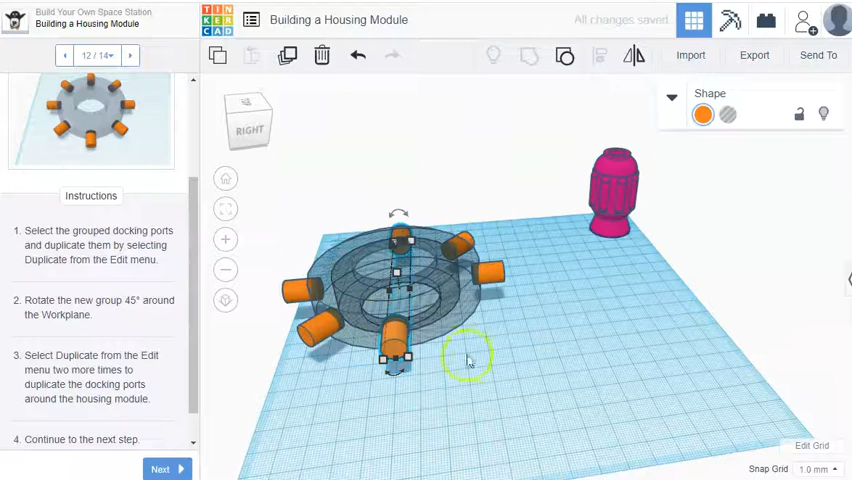 Build Your Own Space Station
Building a Housing Module
TIN
KER
CAD
Building a Housing Module
All changes saved
12 / 14
Import
Export
Send To
Shape
RIGHT
Instructions
1. Select the grouped docking ports
and duplicate them by selecting
Duplicate from the Edit menu.
2. Rotate the new group 45° around
the Workplane.
3. Select Duplicate from the Edit
menu two more times to
duplicate the docking ports
around the housing module.
4. Continue to the next step.
Next
Edit Grid
Snap Grid
1.0 mm